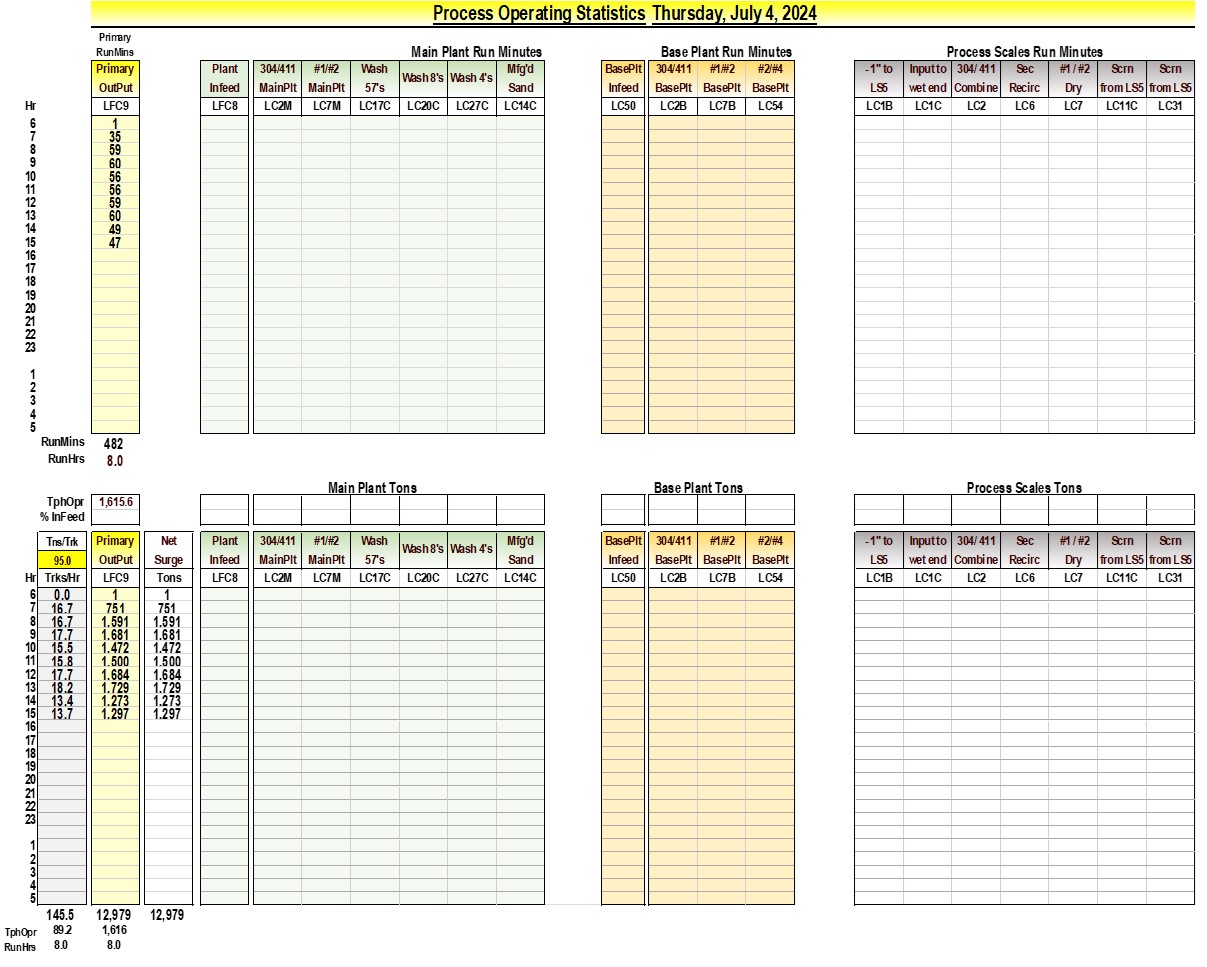 Process Operating Statistics Thursday, July 4, 2024
Primary
RunMins Main Plant Run Minutes Base Plant Run Minutes Process Scales Run Minutes
Primary Plant 304/411 #1/#2 Wash Wash 8's Wash 4's Mfg'd BasePlt 304/411 #1/#2 #2/#4 -1" to Input to 304/ 411 Sec #1 / #2 Scrn Scrn
OutPut Infeed MainPlt MainPlt 57's Sand Infeed BasePlt BasePlt BasePlt LS5 wet end Combine Recirc Dry from LS5 from LS5
Hr LFC9 LFC8 LC2M LC7M LC17C LC20C LC27C LC14C LC50 LC2B LC7B LC54 LC1B LC1C LC2 LC6 LC7 LC11C LC31
6 1
7 35
8 59
9 60
10 56
11 56
12 59
13 60
14 49
15 47
16
17
18
19
20
21
22
23
1
2
3
4
5
RunMins 482
RunHrs 8.0
Main Plant Tons Base Plant Tons Process Scales Tons
TphOpr 1,615.6
% InFeed
Tns/Trk Primary Net Plant 304/411 #1/#2 Wash Wash 8's Wash 4's Mfg'd BasePlt 304/411 #1/#2 #2/#4 -1" to Input to 304/ 411 Sec #1 / #2 Scrn Scrn
95.0 OutPut Surge Infeed MainPlt MainPlt 57's Sand Infeed BasePlt BasePlt BasePlt LS5 wet end Combine Recirc Dry from LS5 from LS5
Hr Trks/Hr LFC9 Tons LFC8 LC2M LC7M LC17C LC20C LC27C LC14C LC50 LC2B LC7B LC54 LC1B LC1C LC2 LC6 LC7 LC11C LC31
6 0.0 1 1
7 16.7 751 751
8 16.7 1,591 1,591
9 17.7 1,681 1,681
10 15.5 1,472 1,472
11 15.8 1,500 1,500
12 17.7 1,684 1,684
13 18.2 1,729 1,729
14 13.4 1,273 1,273
15 13.7 1,297 1,297
16
17
18
19
20
21
22
23
1
2
3
4
5
145.5 12,979 12,979
TphOpr 89.2 1,616
RunHrs 8.0 8.0